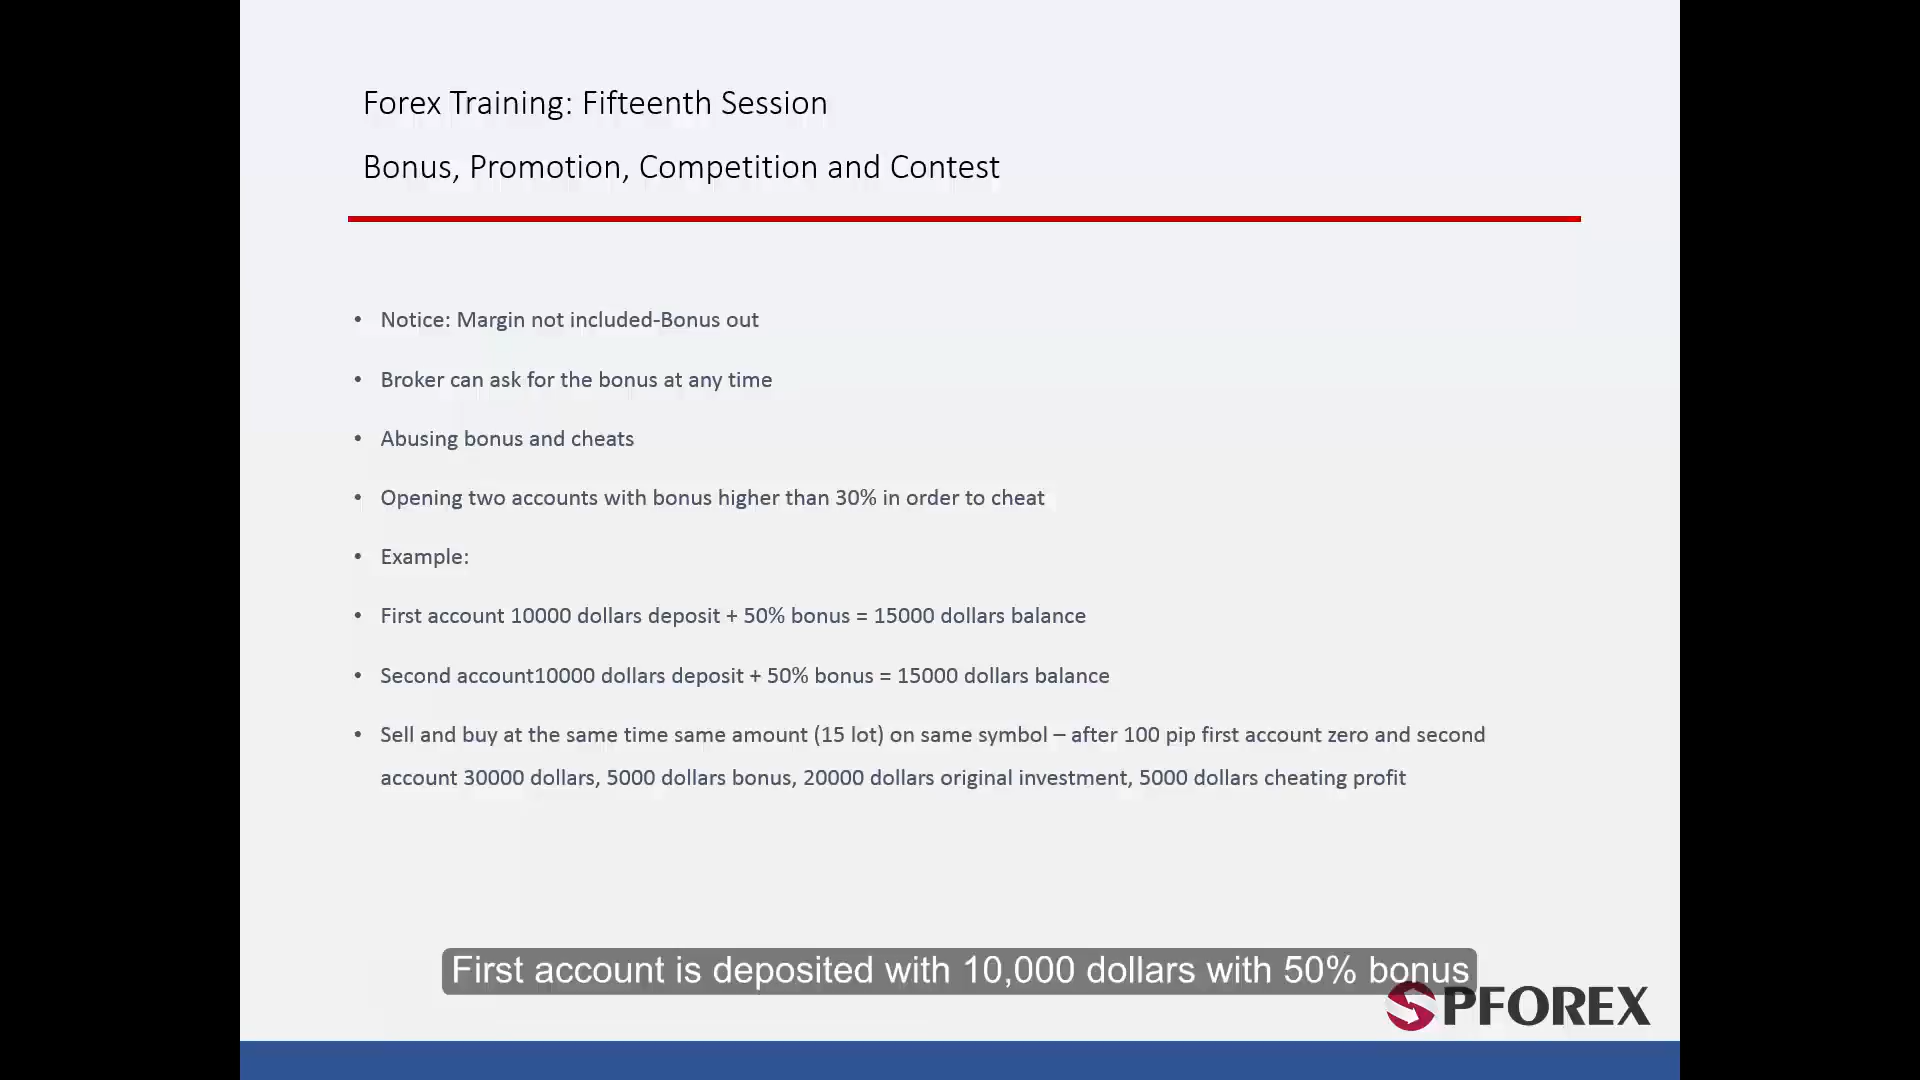 Forex Training: Fifteenth Session
Bonus, Promotion, Competition and Contest
• Notice: Margin not included-Bonus out
• Broker can ask for the bonus at any time
• Abusing bonus and cheats
• Opening two accounts with bonus higher than 30% in order to cheat
• Example:
• First account 10000 dollars deposit + 50% bonus = 15000 dollars balance
• Second account10000 dollars deposit + 50% bonus = 15000 dollars balance
• Sell and buy at the same time same amount (15 lot) on same symbol – after 100 pip first account zero and second
account 30000 dollars, 5000 dollars bonus, 20000 dollars original investment, 5000 dollars cheating profit
First account is deposited with 10,000 dollars with 50% bonus
PFOREX